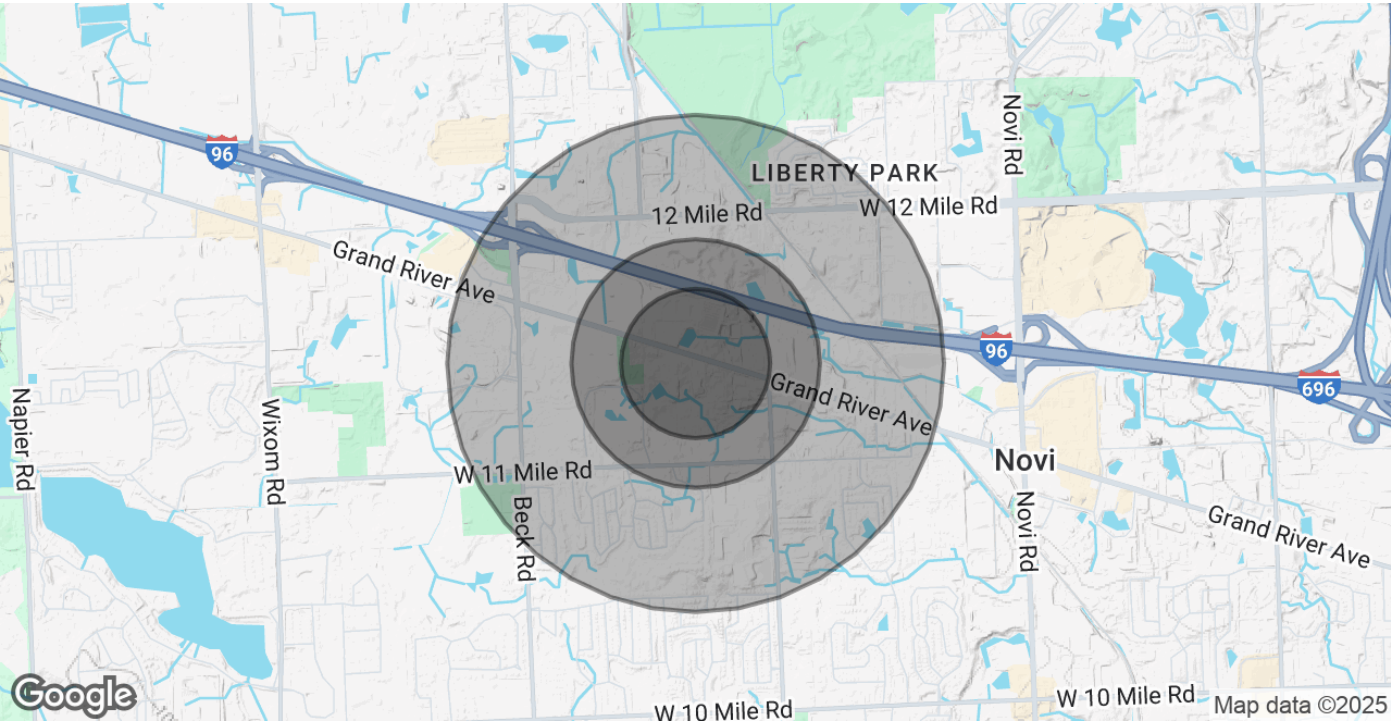 Novi Rd
96
LIBERTY PARK
W 12 Mile Rd
12 Mile Rd
Grand River Ave
96
696
Grand River Ave
Napier Rd
Wixom Rd
Novi
W 11 Mile Rd
Beck Rd
Novi Rd
Grand River Ave
W 10 Mile Rd
W 10 Mile Rd
Google
Map data ©2025